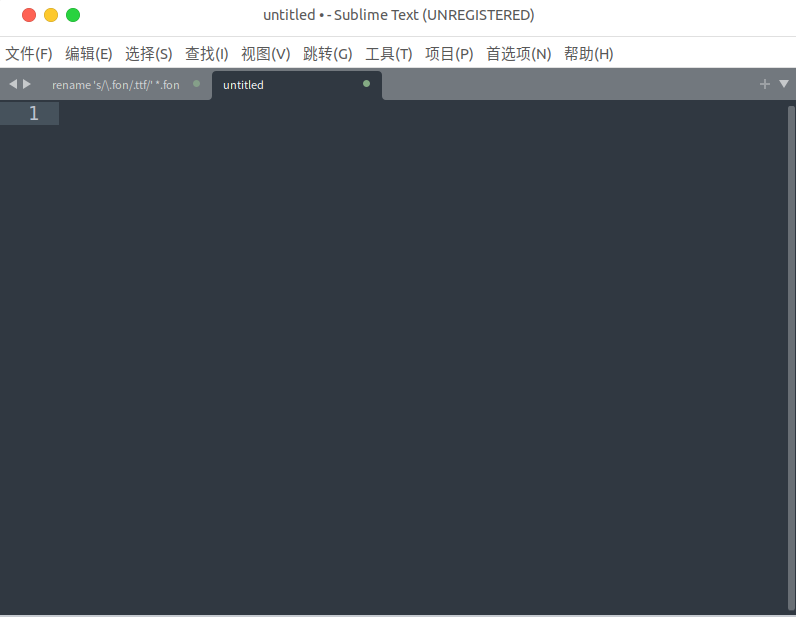 untitled • - Sublime Text (UNREGISTERED)
文件(F) 编辑(E) 选择(S) 查找(I) 视图(V) 跳转(G) 工具(T) 项目(P) 首选项(N) 帮助(H)
rename 's/\.fon/.ttf/' *.fon untitled
1